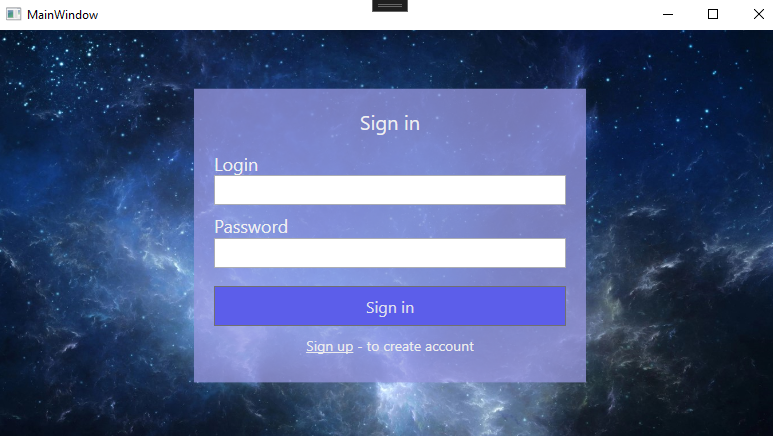 MainWindow
Sign in
Login
Password
Sign in
Sign up - to create account